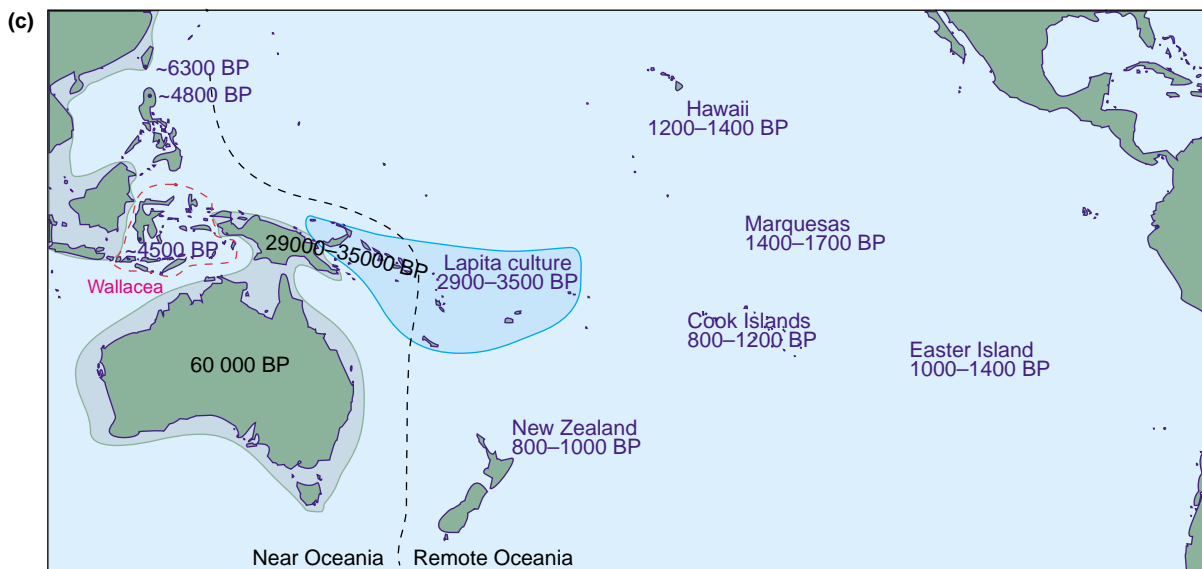 (c)
~6300 BP
~4800 BP
Hawaii
1200–1400 BP
Marquesas
1400–1700 BP
29000–35000 BP
~4500 BP
Lapita culture
2900–3500 BP
Wallacea
Cook Islands
800–1200 BP
Easter Island
1000–1400 BP
60 000 BP
New Zealand
800–1000 BP
Near Oceania
Remote Oceania